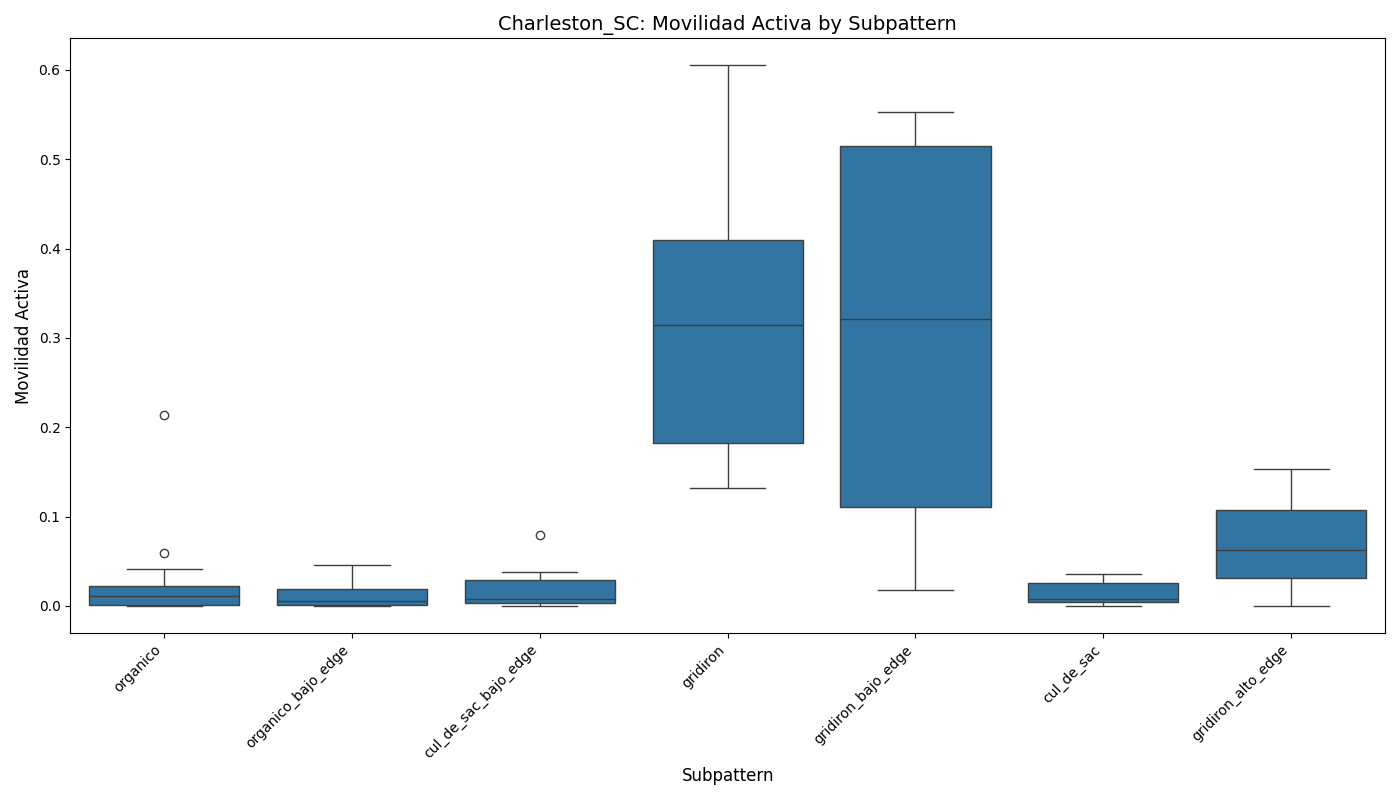 Charleston_SC: Movilidad Activa by Subpattern
Movilidad Activa
0.6
0.5
0.4
0.3
0.2
0.1
0.0
organico
organico_bajo_edge
cul_de_sac_bajo_edge
gridiron
gridiron_bajo_edge
cul_de_sac
gridiron_alto_edge
Subpattern